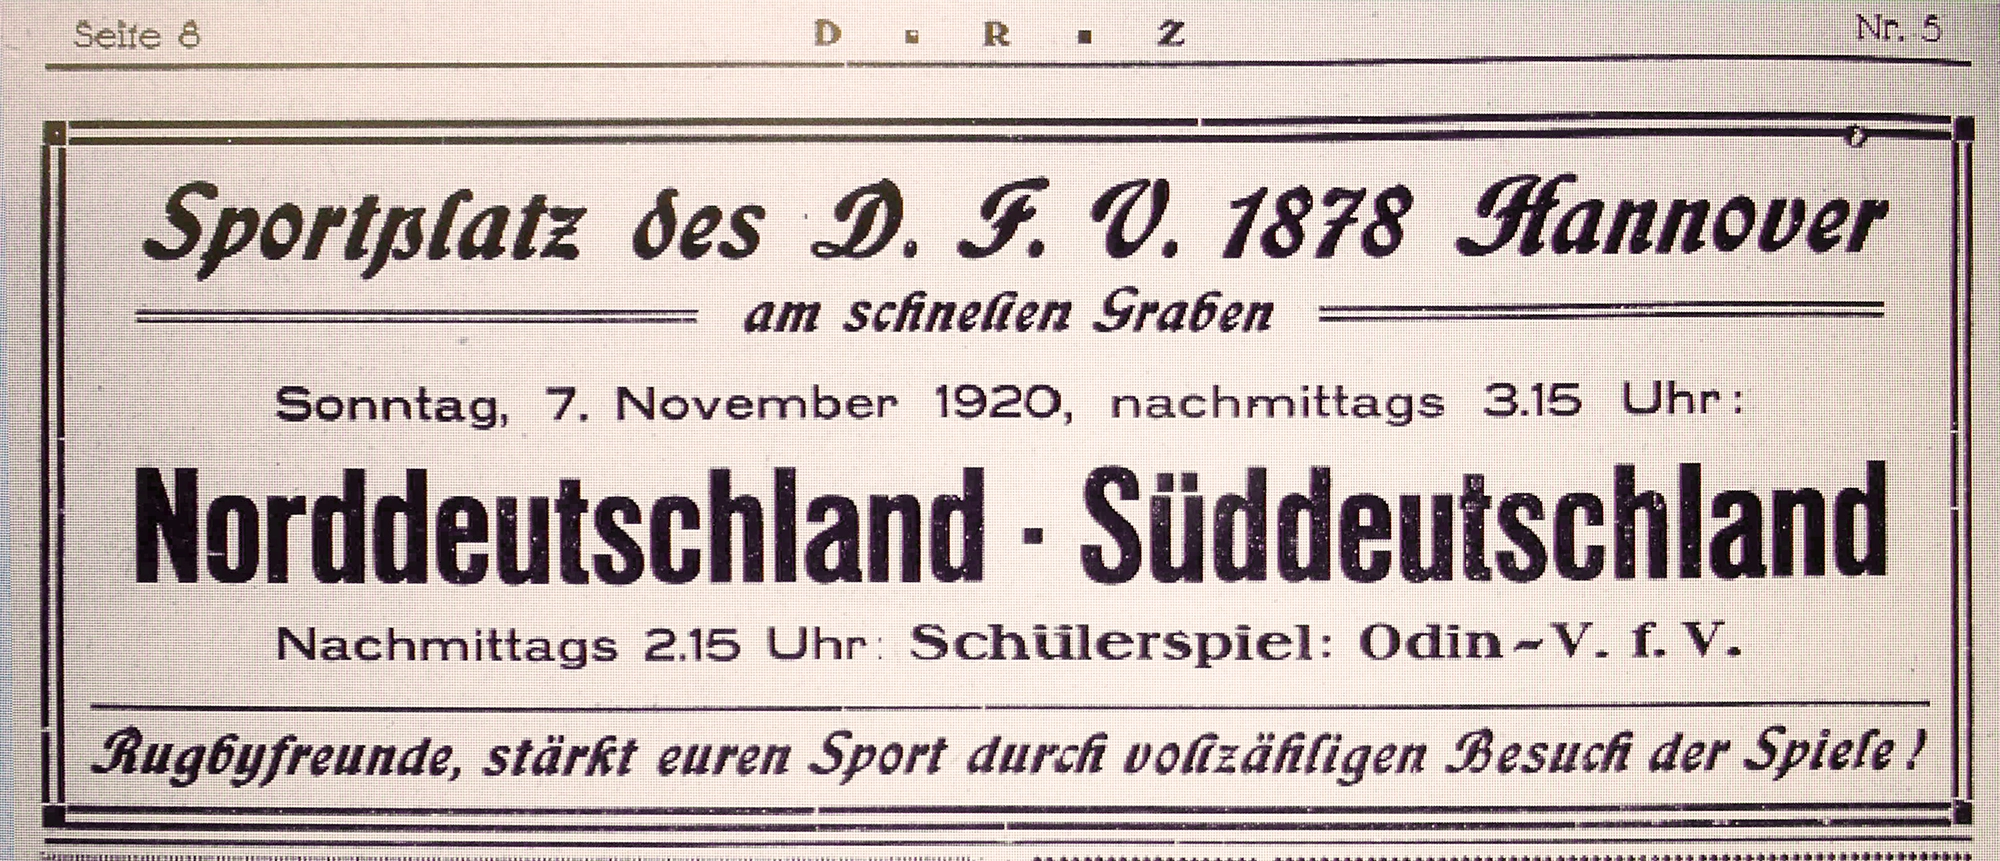 Seite 8 D ▪ R ▪ Z Nr. 5
Sportplatz des D. F. V. 1878 Hannover
am schnellen Graben
Sonntag, 7. November 1920, nachmittags 3.15 Uhr:
Norddeutschland - Süddeutschland
Nachmittags 2.15 Uhr: Schülerspiel: Odin - V. f. V.
Rugbyfreunde, stärkt euren Sport durch vollzähligen Besuch der Spiele!